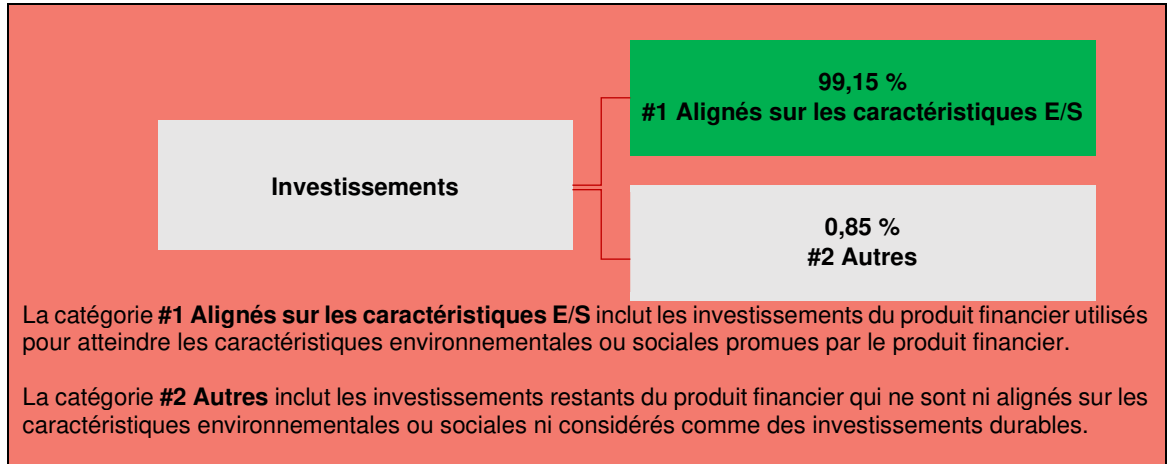 99,15 %
#1 Alignés sur les caractéristiques E/S
Investissements
0,85 %
#2 Autres
La catégorie #1 Alignés sur les caractéristiques E/S inclut les investissements du produit financier utilisés
pour atteindre les caractéristiques environnementales ou sociales promues par le produit financier.
La catégorie #2 Autres inclut les investissements restants du produit financier qui ne sont ni alignés sur les
caractéristiques environnementales ou sociales ni considérés comme des investissements durables.